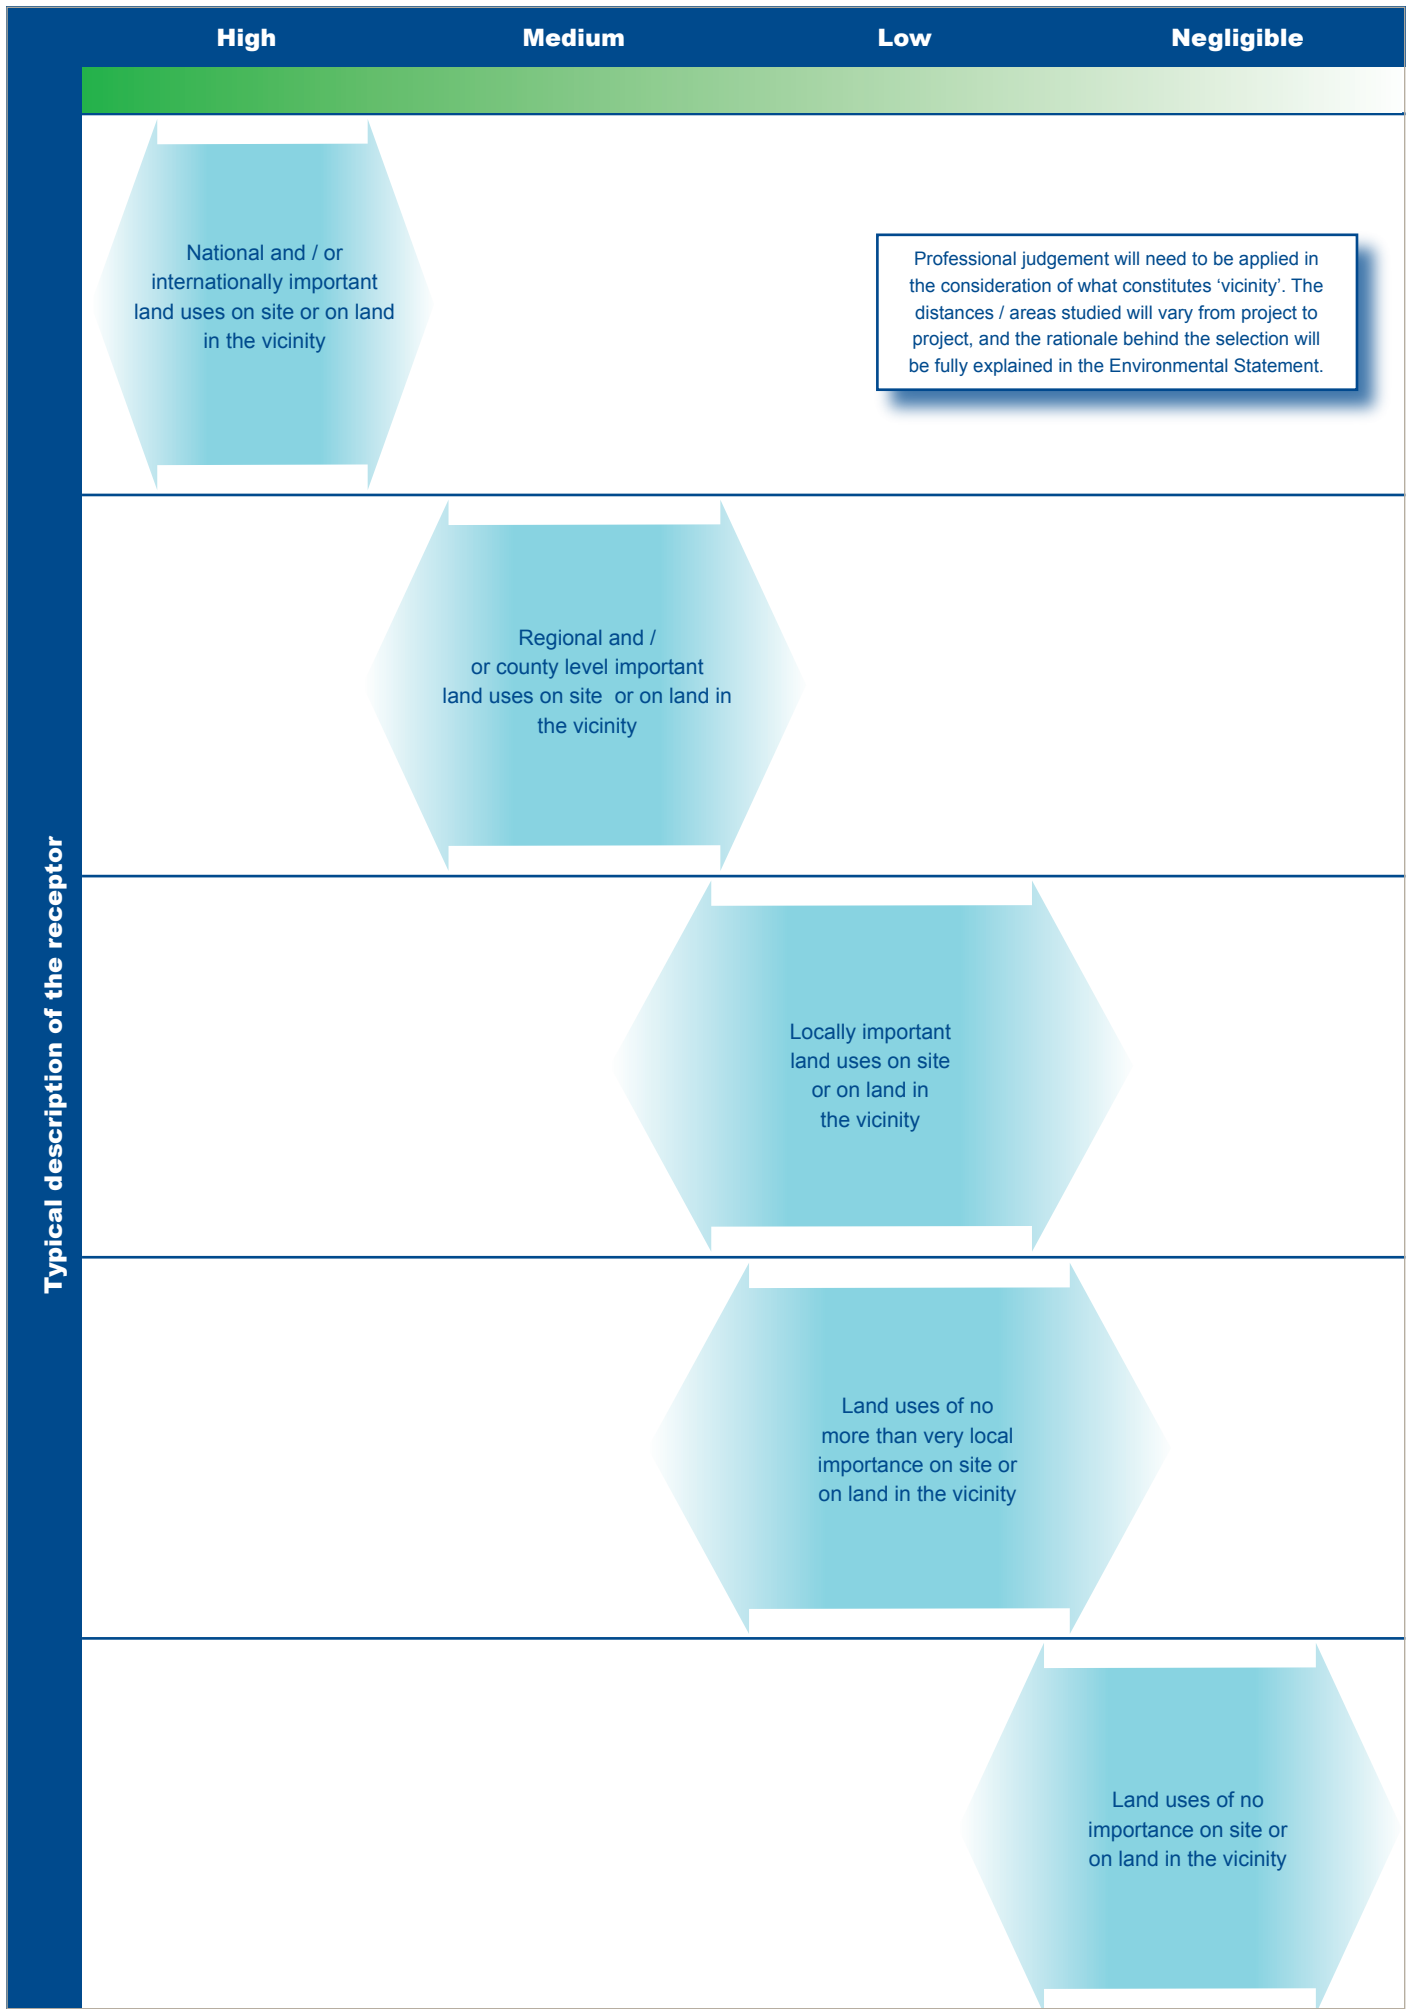 High
Medium
Low
Negligible
Typical description of the receptor
National and / or
internationally important
land uses on site or on land
in the vicinity
Professional judgement will need to be applied in
the consideration of what constitutes ‘vicinity’. The
distances / areas studied will vary from project to
project, and the rationale behind the selection will
be fully explained in the Environmental Statement.
Regional and /
or county level important
land uses on site  or on land in
the vicinity
Locally important
land uses on site
or on land in
the vicinity
Land uses of no
more than very local
importance on site or
on land in the vicinity
Land uses of no
importance on site or
on land in the vicinity